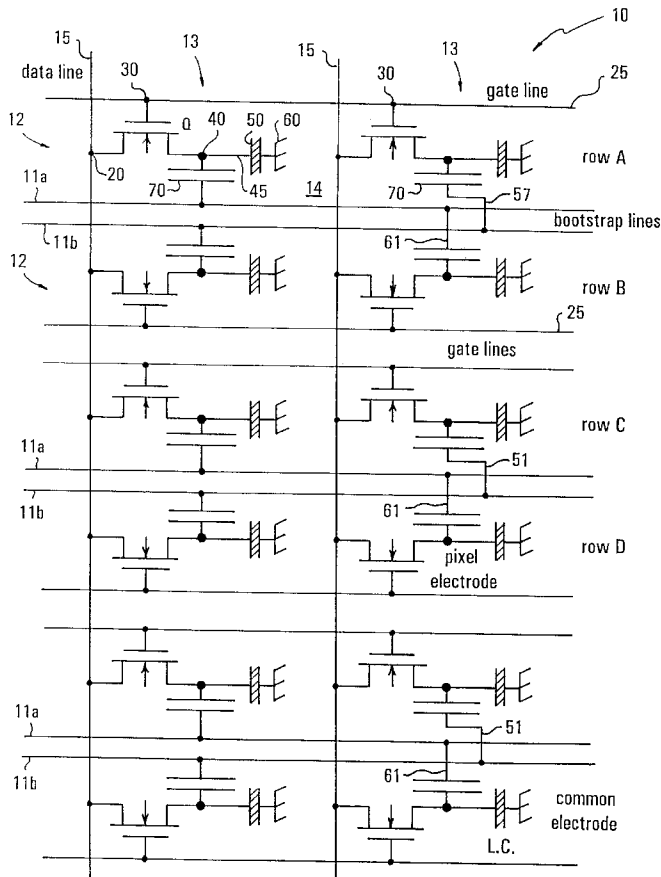 15
13
15
13
10
data line
30
30
gate line
25
12
Q
40
50
60
row A
20
70
45
14
70
57
11a
bootstrap lines
11b
61
12
row B
25
gate lines
row C
11a
51
11b
61
row D
pixel
electrode
11a
51
11b
61
common
electrode
L.C.